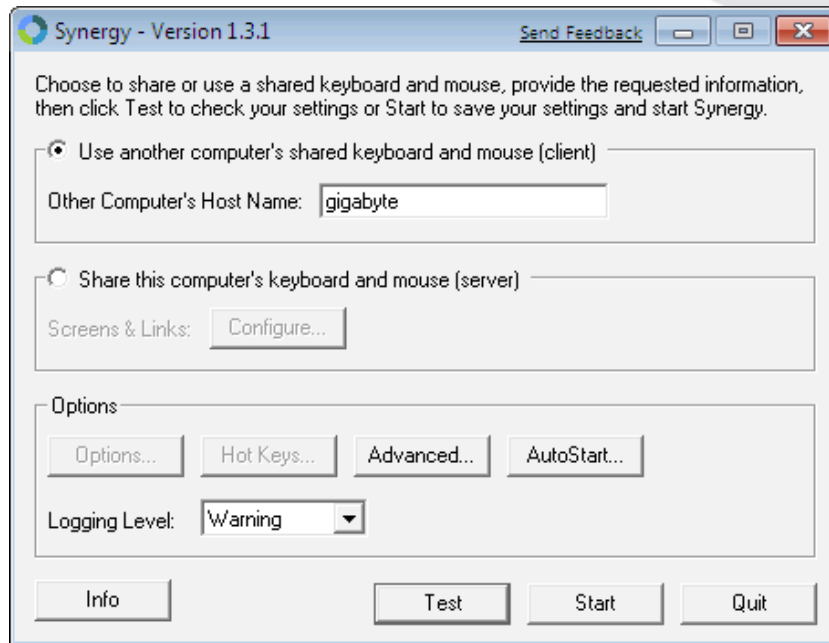 Synergy - Version 1.3.1 Send Feedback
Choose to share or use a shared keyboard and mouse, provide the requested information,
then click Test to check your settings or Start to save your settings and start Synergy.
Use another computer's shared keyboard and mouse (client)
Other Computer's Host Name: gigabyte
Share this computer's keyboard and mouse (server)
Screens & Links: Configure...
Options
Options... Hot Keys... Advanced... AutoStart...
Logging Level: Warning
Info Test Start Quit